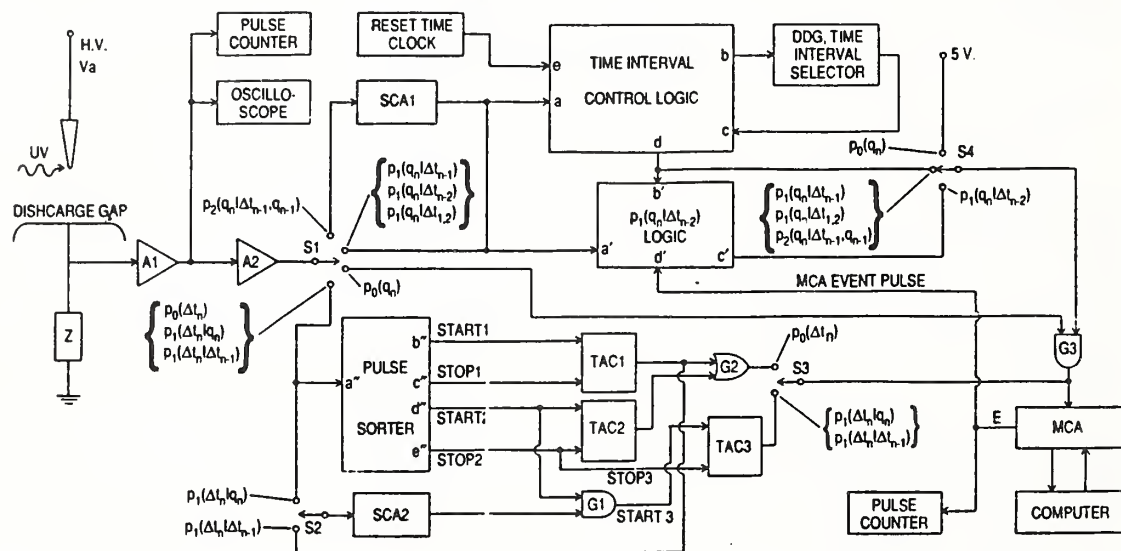 H.V.
Va
UV
DISHCARGE GAP
Z
A1
A2
PULSE
COUNTER
OSCILLO-
SCOPE
RESET TIME
CLOCK
SCA1
TIME INTERVAL
CONTROL LOGIC
e
a
b
c
d
DDG, TIME
INTERVAL
SELECTOR
5 V.
p₀(qₙ)
S4
p₁(qₙ|Δtₙ₋₂)
p₁(qₙ|Δtₙ₋₁)
p₁(qₙ|Δt₁,₂)
p₂(qₙ|Δtₙ₋₁, qₙ₋₁)
b'
p₁(qₙ|Δtₙ₋₂)
LOGIC
a'
d'
c'
p₂(qₙ|Δtₙ₋₁, qₙ₋₁)
p₁(qₙ|Δtₙ₋₁)
p₁(qₙ|Δtₙ₋₂)
p₁(qₙ|Δt₁,₂)
S1
p₀(qₙ)
p₀(Δtₙ)
p₁(Δtₙ|qₙ)
p₁(Δtₙ|Δtₙ₋₁)
MCA EVENT PULSE
G3
PULSE
SORTER
a"
b"
c"
d"
e"
START1
STOP1
START2
STOP2
TAC1
TAC2
TAC3
G2
p₀(Δtₙ)
S3
p₁(Δtₙ|qₙ)
p₁(Δtₙ|Δtₙ₋₁)
STOP3
G1
START 3
p₁(Δtₙ|qₙ)
p₁(Δtₙ|Δtₙ₋₁)
S2
SCA2
E
MCA
PULSE
COUNTER
COMPUTER